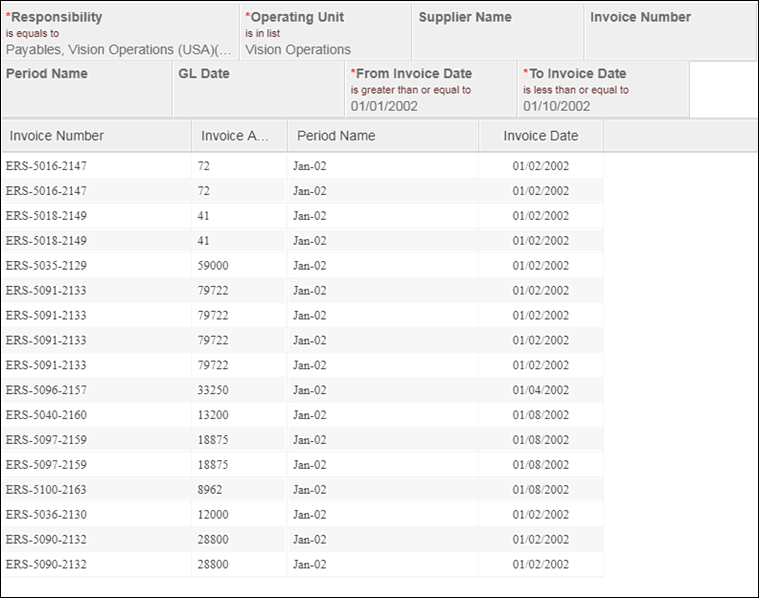 *Responsibility *Operating Unit Supplier Name Invoice Number
is equals to is in list
Payables, Vision Operations (USA)(... Vision Operations
Period Name GL Date *From Invoice Date *To Invoice Date
is greater than or equal to is less than or equal to
01/01/2002 01/10/2002
Invoice Number Invoice A... Period Name Invoice Date
ERS-5016-2147 72 Jan-02 01/02/2002
ERS-5016-2147 72 Jan-02 01/02/2002
ERS-5018-2149 41 Jan-02 01/02/2002
ERS-5018-2149 41 Jan-02 01/02/2002
ERS-5035-2129 59000 Jan-02 01/02/2002
ERS-5091-2133 79722 Jan-02 01/02/2002
ERS-5091-2133 79722 Jan-02 01/02/2002
ERS-5091-2133 79722 Jan-02 01/02/2002
ERS-5091-2133 79722 Jan-02 01/02/2002
ERS-5096-2157 33250 Jan-02 01/04/2002
ERS-5040-2160 13200 Jan-02 01/08/2002
ERS-5097-2159 18875 Jan-02 01/08/2002
ERS-5097-2159 18875 Jan-02 01/08/2002
ERS-5100-2163 8962 Jan-02 01/08/2002
ERS-5036-2130 12000 Jan-02 01/02/2002
ERS-5090-2132 28800 Jan-02 01/02/2002
ERS-5090-2132 28800 Jan-02 01/02/2002